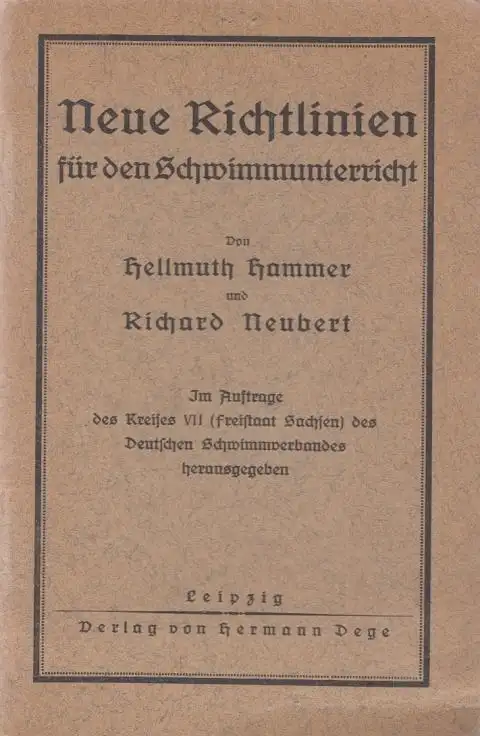 Neue Richtlinien
für den Schwimmunterricht
Von
Hellmuth Hammer
und
Richard Neubert
Im Auftrage
des Kreises VII (Freistaat Sachsen) des
Deutschen Schwimmverbandes
herausgegeben
Leipzig
Verlag von Hermann Dege